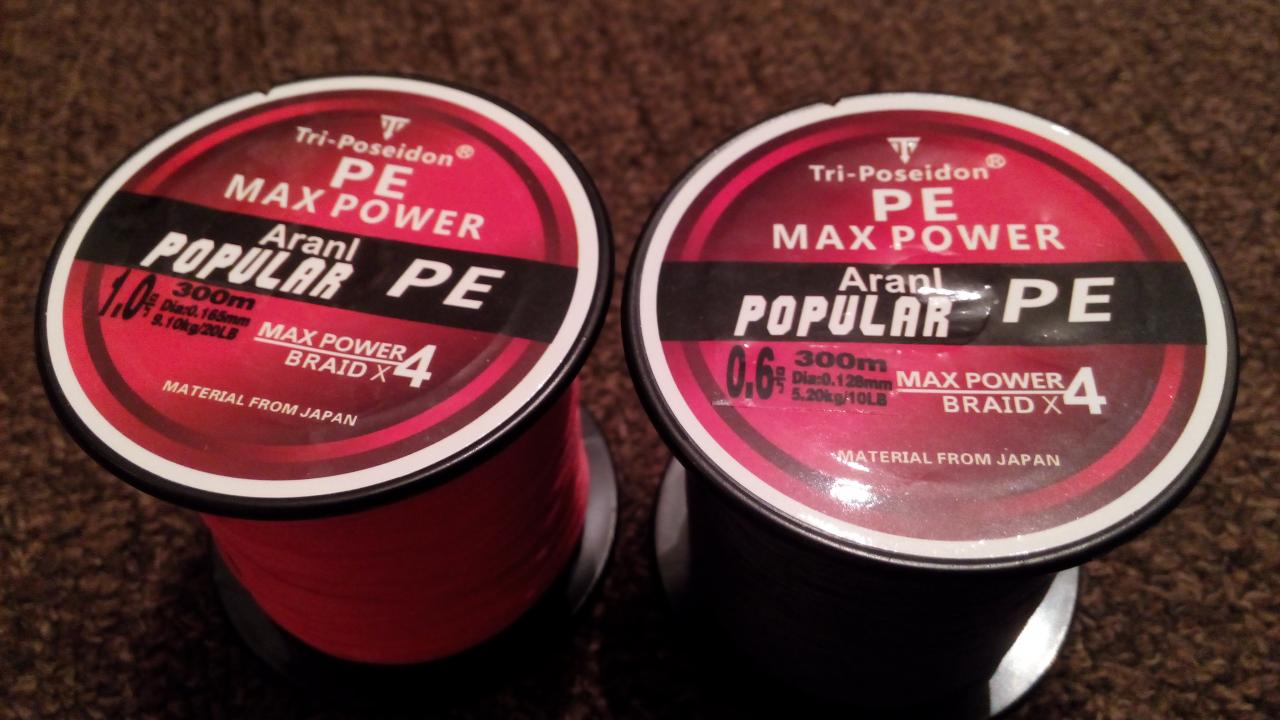 Tri-Poseidon®
PE
MAX POWER
Aranl
POPULAR PE
1.0号 300m
Dia:0.165mm
9.10kg/20LB
MAX POWER
BRAID X4
MATERIAL FROM JAPAN
Tri-Poseidon®
PE
MAX POWER
Aranl
POPULAR PE
0.6号 300m
Dia:0.128mm
5.20kg/10LB
MAX POWER
BRAID X4
MATERIAL FROM JAPAN